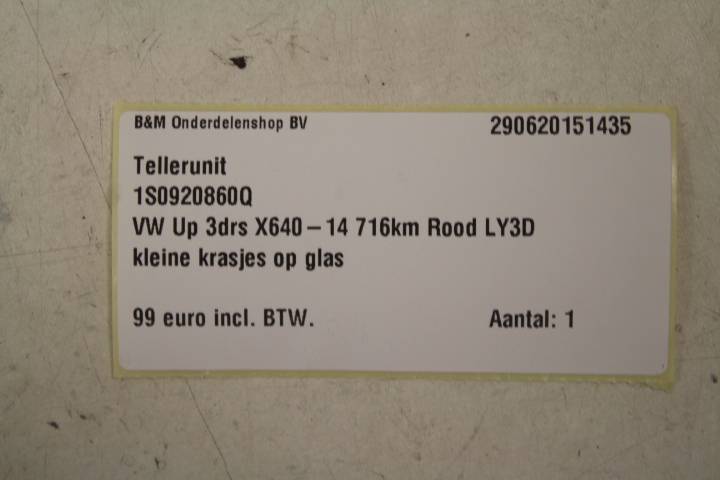 B&M Onderdelenshop BV 290620151435
Tellerunit
1S0920860Q
VW Up 3drs X640 – 14 716km Rood LY3D
kleine krasjes op glas
99 euro incl. BTW. Aantal: 1